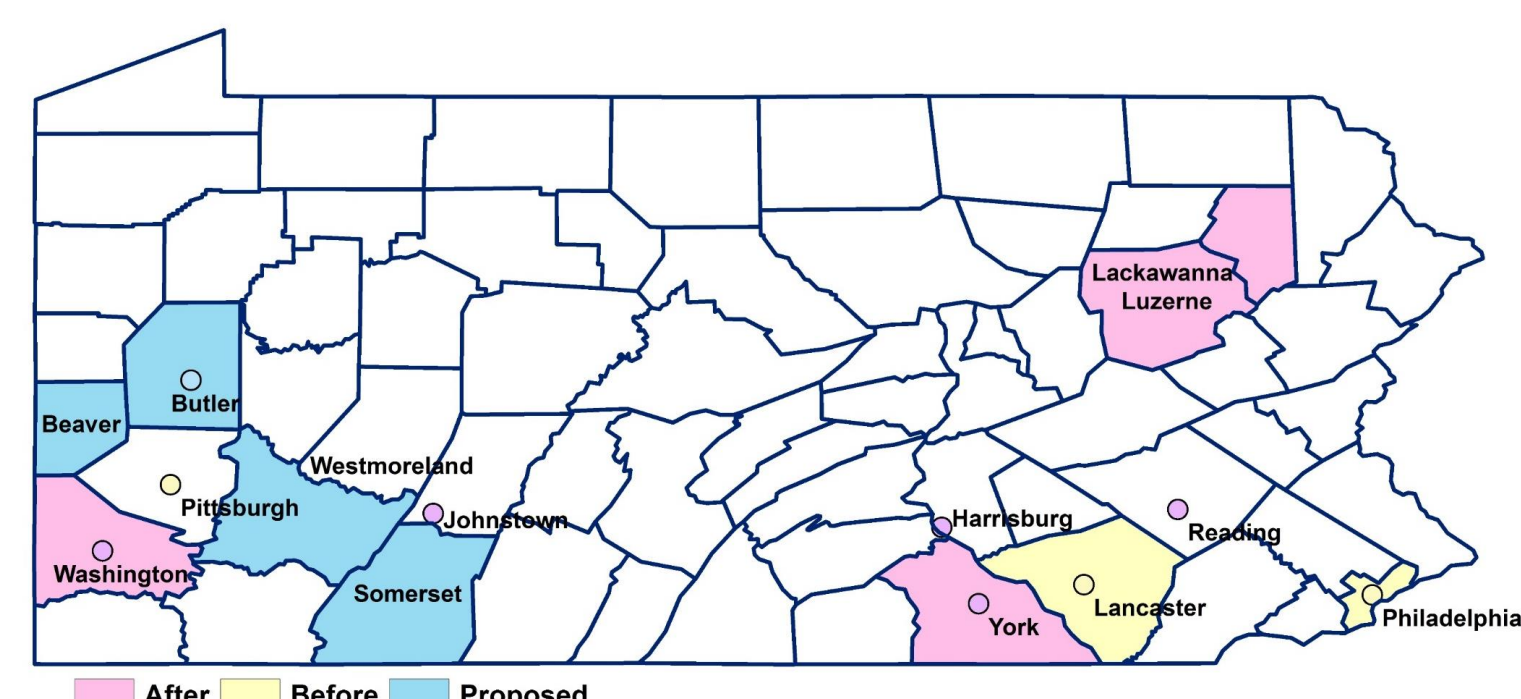 Lackawanna
Luzerne
Butler
Beaver
Westmoreland
Pittsburgh
Johnstown
Harrisburg
Reading
Washington
Somerset
Lancaster
York
Philadelphia
After Before Proposed